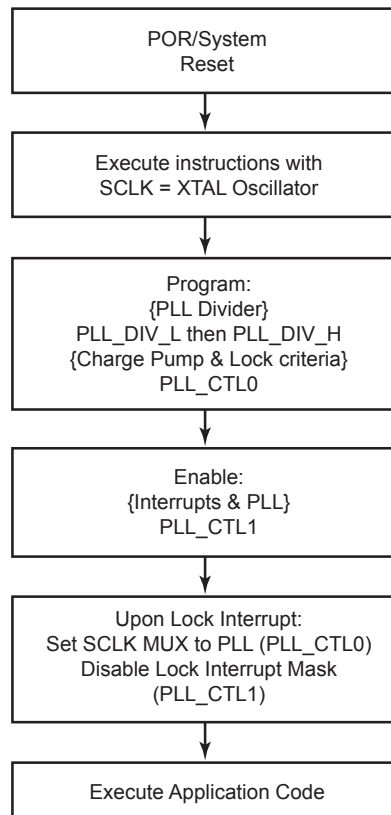 POR/System
Reset
Execute instructions with
SCLK = XTAL Oscillator
Program:
{PLL Divider}
PLL_DIV_L then PLL_DIV_H
{Charge Pump & Lock criteria}
PLL_CTL0
Enable:
{Interrupts & PLL}
PLL_CTL1
Upon Lock Interrupt:
Set SCLK MUX to PLL (PLL_CTL0)
Disable Lock Interrupt Mask
(PLL_CTL1)
Execute Application Code